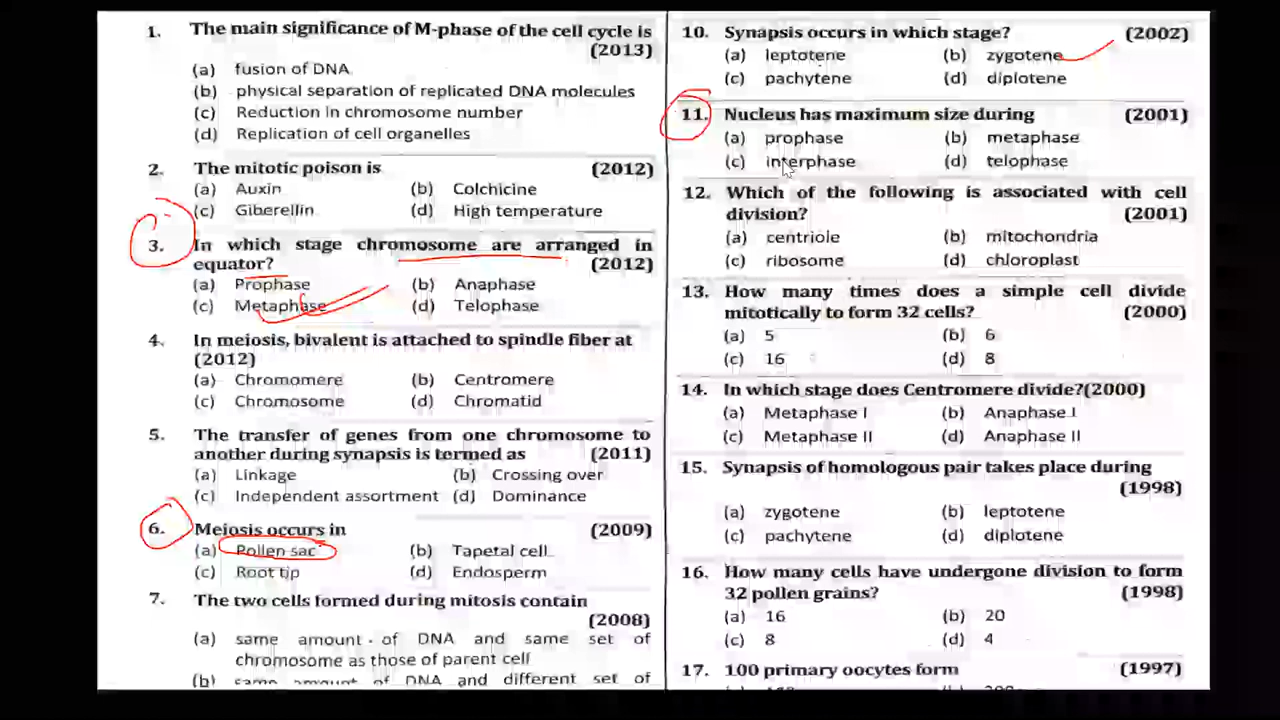 1. The main significance of M-phase of the cell cycle is
(2013)
(a) fusion of DNA
(b) physical separation of replicated DNA molecules
(c) Reduction in chromosome number
(d) Replication of cell organelles
2. The mitotic poison is (2012)
(a) Auxin (b) Colchicine
(c) Giberellin (d) High temperature
3. In which stage chromosome are arranged in
equator? (2012)
(a) Prophase (b) Anaphase
(c) Metaphase (d) Telophase
4. In meiosis, bivalent is attached to spindle fiber at
(2012)
(a) Chromomere (b) Centromere
(c) Chromosome (d) Chromatid
5. The transfer of genes from one chromosome to
another during synapsis is termed as (2011)
(a) Linkage (b) Crossing over
(c) Independent assortment (d) Dominance
6. Meiosis occurs in (2009)
(a) Pollen sac (b) Tapetal cell
(c) Root tip (d) Endosperm
7. The two cells formed during mitosis contain
(2008)
(a) same amount of DNA and same set of
chromosome as those of parent cell
(b) same amount of DNA and different set of
10. Synapsis occurs in which stage? (2002)
(a) leptotene (b) zygotene
(c) pachytene (d) diplotene
11. Nucleus has maximum size during (2001)
(a) prophase (b) metaphase
(c) interphase (d) telophase
12. Which of the following is associated with cell
division? (2001)
(a) centriole (b) mitochondria
(c) ribosome (d) chloroplast
13. How many times does a simple cell divide
mitotically to form 32 cells? (2000)
(a) 5 (b) 6
(c) 16 (d) 8
14. In which stage does Centromere divide?(2000)
(a) Metaphase I (b) Anaphase I
(c) Metaphase II (d) Anaphase II
15. Synapsis of homologous pair takes place during
(1998)
(a) zygotene (b) leptotene
(c) pachytene (d) diplotene
16. How many cells have undergone division to form
32 pollen grains? (1998)
(a) 16 (b) 20
(c) 8 (d) 4
17. 100 primary oocytes form (1997)